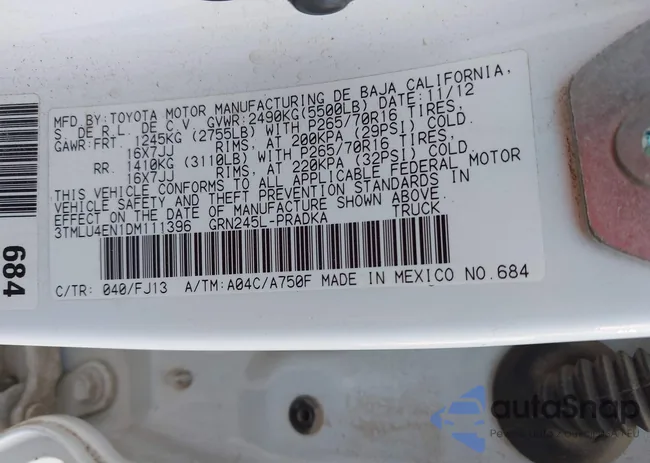 MFD BY:TOYOTA MOTOR MANUFACTURING DE BAJA CALIFORNIA,
S. DE R.L. DE C.V. GVWR:2490KG(5500LB) DATE:11/12
GAWR:FRT. 1245KG (2755LB) WITH P265/70R16 TIRES,
16X7JJ RIMS, AT 200KPA (29PSI) COLD.
RR. 1410KG (3110LB) WITH P265/70R16 TIRES,
16X7JJ RIMS, AT 220KPA (32PSI) COLD.
THIS VEHICLE CONFORMS TO ALL APPLICABLE FEDERAL MOTOR
VEHICLE SAFETY AND THEFT PREVENTION STANDARDS IN
EFFECT ON THE DATE OF MANUFACTURE SHOWN ABOVE.
3TMLU4EN1DM111396 GRN245L-PRADKA TRUCK
C/TR: 040/FJ13 A/TM:A04C/A750F MADE IN MEXICO NO.684
684
autoSnap